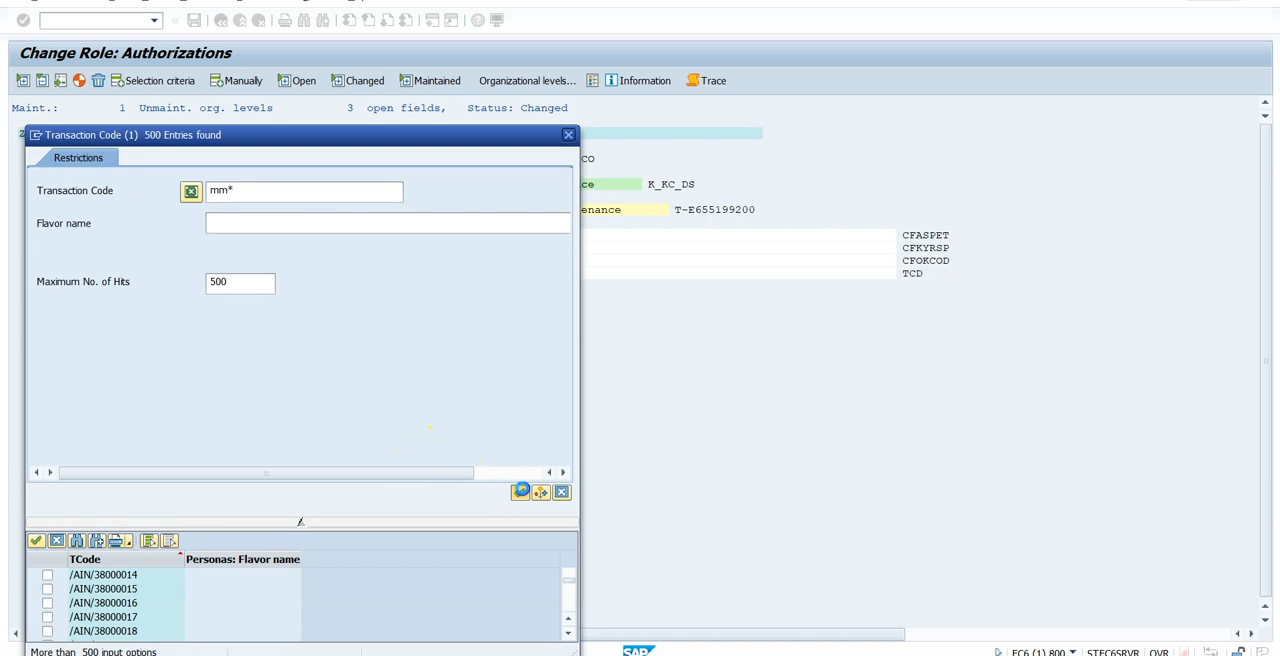 Change Role: Authorizations
Selection criteria Manually Open Changed Maintained Organizational levels... Information Trace
Maint.: 1 Unmaint. org. levels 3 open fields, Status: Changed
Transaction Code (1) 500 Entries found
Restrictions
CO
Transaction Code mm*
ce K_KC_DS
enance T-E655199200
Flavor name
CFASPET
CFKYRSP
CFOKCOD
TCD
Maximum No. of Hits 500
TCode Personas: Flavor name
/AIN/38000014
/AIN/38000015
/AIN/38000016
/AIN/38000017
/AIN/38000018
More than 500 input options
SAP EC6 (1) 800 STEC6SRVR OVR